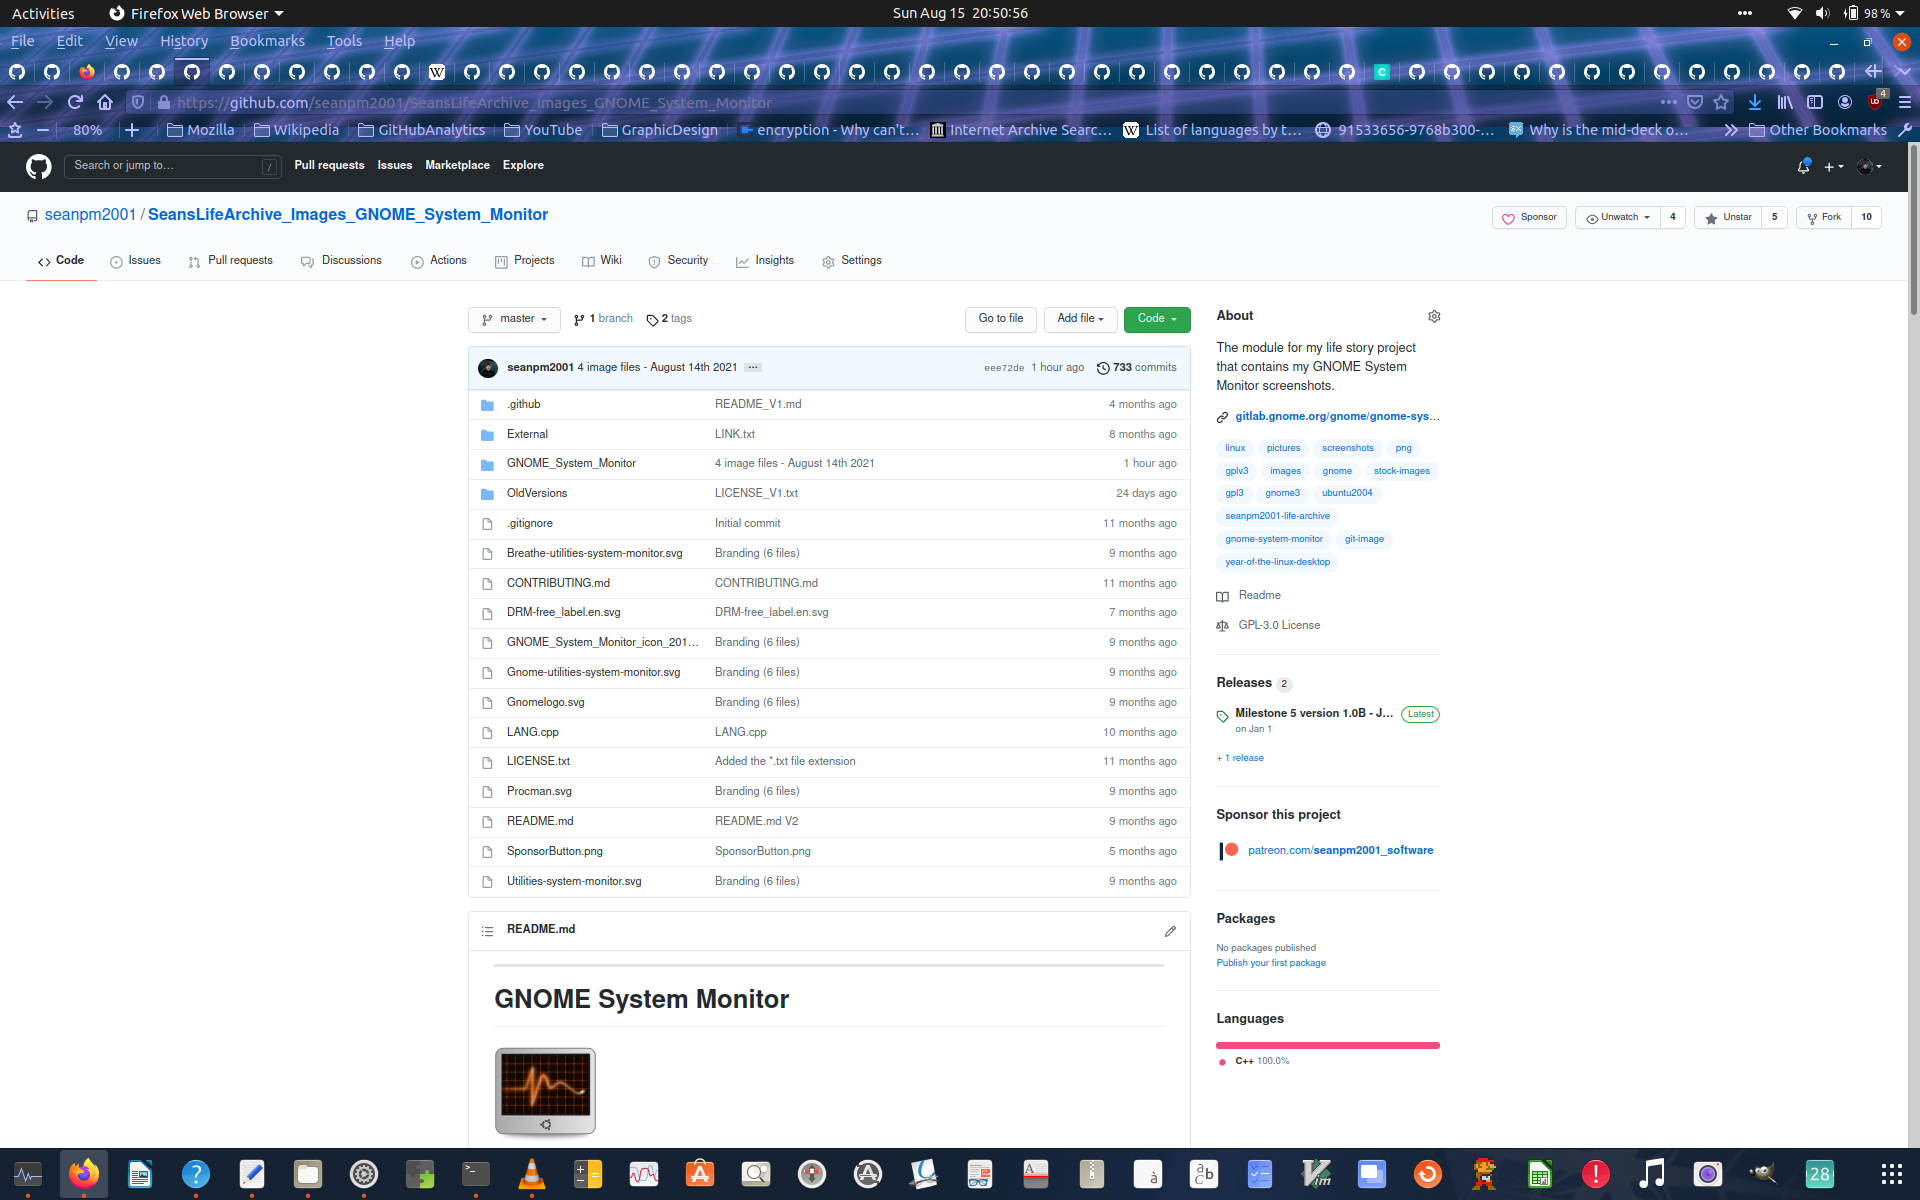 Activities Firefox Web Browser Sun Aug 15 20:50:56 98 %
File Edit View History Bookmarks Tools Help
https://github.com/seanpm2001/SeansLifeArchive_Images_GNOME_System_Monitor 4
80% Mozilla Wikipedia GitHubAnalytics YouTube GraphicDesign encryption - Why can't… Internet Archive Searc… List of languages by t… 91533656-9768b300-… Why is the mid-deck o… Other Bookmarks
Search or jump to… / Pull requests Issues Marketplace Explore
seanpm2001 / SeansLifeArchive_Images_GNOME_System_Monitor Sponsor Unwatch 4 Unstar 5 Fork 10
Code Issues Pull requests Discussions Actions Projects Wiki Security Insights Settings
master 1 branch 2 tags Go to file Add file Code
seanpm2001 4 image files - August 14th 2021 … eee72de 1 hour ago 733 commits
.github README_V1.md 4 months ago
External LINK.txt 8 months ago
GNOME_System_Monitor 4 image files - August 14th 2021 1 hour ago
OldVersions LICENSE_V1.txt 24 days ago
.gitignore Initial commit 11 months ago
Breathe-utilities-system-monitor.svg Branding (6 files) 9 months ago
CONTRIBUTING.md CONTRIBUTING.md 11 months ago
DRM-free_label.en.svg DRM-free_label.en.svg 7 months ago
GNOME_System_Monitor_icon_201… Branding (6 files) 9 months ago
Gnome-utilities-system-monitor.svg Branding (6 files) 9 months ago
Gnomelogo.svg Branding (6 files) 9 months ago
LANG.cpp LANG.cpp 10 months ago
LICENSE.txt Added the *.txt file extension 11 months ago
Procman.svg Branding (6 files) 9 months ago
README.md README.md V2 9 months ago
SponsorButton.png SponsorButton.png 5 months ago
Utilities-system-monitor.svg Branding (6 files) 9 months ago
README.md
GNOME System Monitor
About
The module for my life story project
that contains my GNOME System
Monitor screenshots.
gitlab.gnome.org/gnome/gnome-sys…
linux pictures screenshots png
gplv3 images gnome stock-images
gpl3 gnome3 ubuntu2004
seanpm2001-life-archive
gnome-system-monitor git-image
year-of-the-linux-desktop
Readme
GPL-3.0 License
Releases 2
Milestone 5 version 1.0B - J… Latest
on Jan 1
+ 1 release
Sponsor this project
patreon.com/seanpm2001_software
Packages
No packages published
Publish your first package
Languages
C++ 100.0%
28